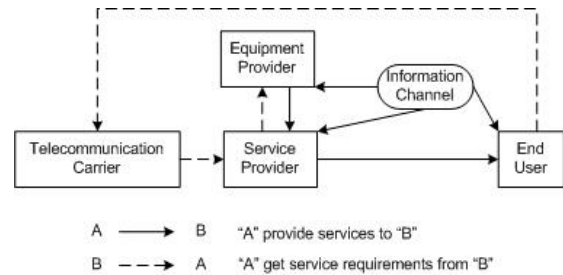 Equipment
Provider
Information
Channel
Telecommunication
Carrier
Service
Provider
End
User
A B "A" provide services to "B"
B A "A" get service requirements from "B"